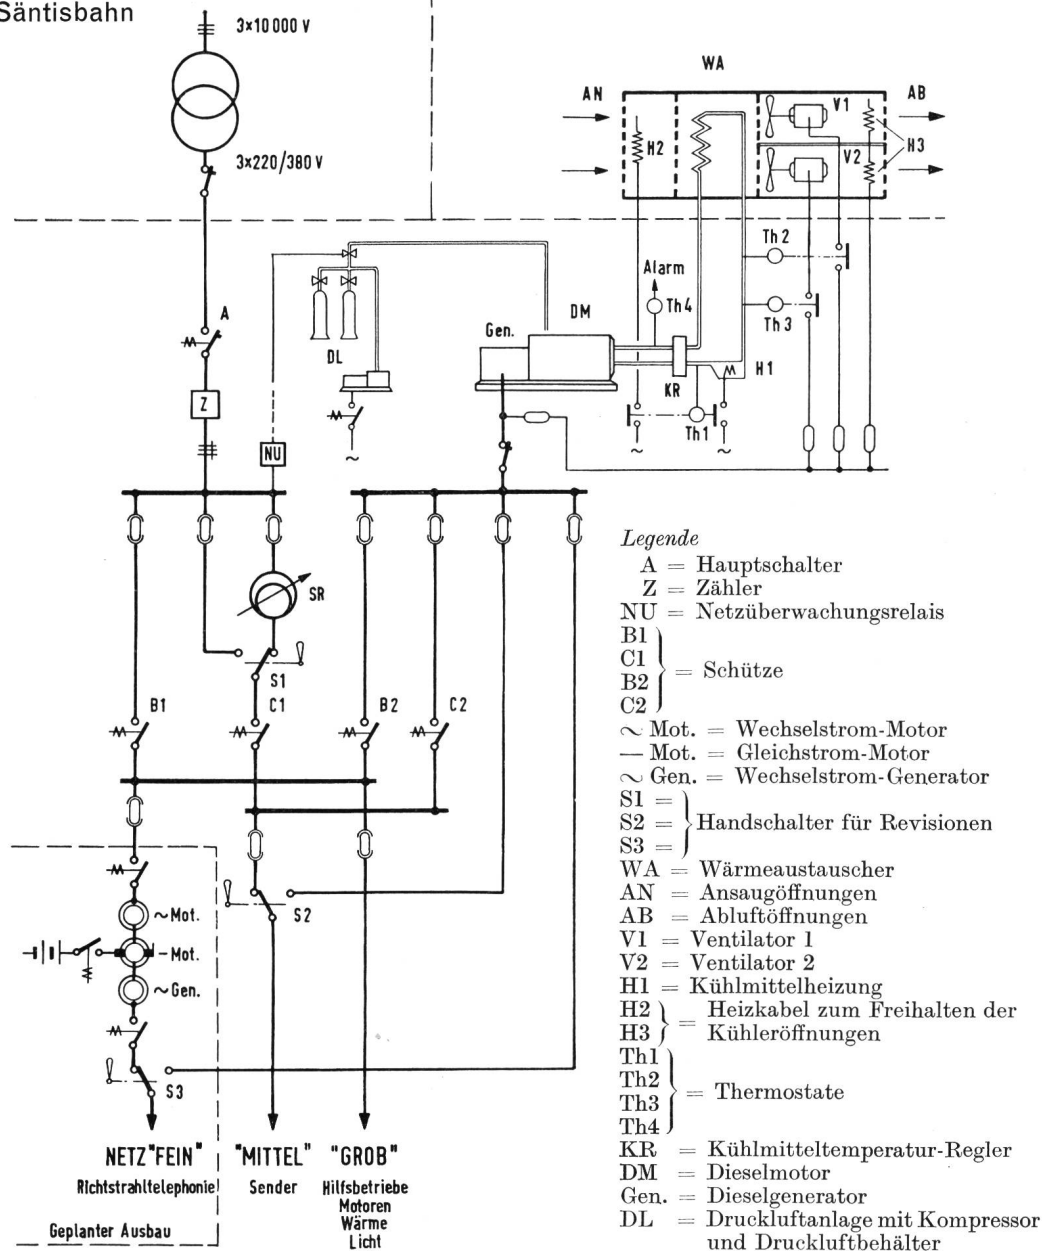 Säntisbahn
3×10 000 V
3×220/380 V
WA
AN
AB
V1
H2
V2
H3
Th 2
Alarm
Th 4
DM
Th 3
Gen.
A
DL
KR
H1
Z
Th1
~
~
~
NU
SR
S1
B1
C1
B2
C2
~Mot.
S2
–Mot.
~Gen.
S3
NETZ "FEIN"
"MITTEL"
"GROB"
Richtstrahltelephonie
Sender
Hilfsbetriebe
Motoren
Wärme
Licht
Geplanter Ausbau
Legende
A = Hauptschalter
Z = Zähler
NU = Netzüberwachungsrelais
B1
C1
= Schütze
B2
C2
~ Mot. = Wechselstrom-Motor
— Mot. = Gleichstrom-Motor
~ Gen. = Wechselstrom-Generator
S1 =
S2 = Handschalter für Revisionen
S3 =
WA = Wärmeaustauscher
AN = Ansaugöffnungen
AB = Abluftöffnungen
V1 = Ventilator 1
V2 = Ventilator 2
H1 = Kühlmittelheizung
H2 = Heizkabel zum Freihalten der
H3 Kühleröffnungen
Th1
Th2
= Thermostate
Th3
Th4
KR = Kühlmitteltemperatur-Regler
DM = Dieselmotor
Gen. = Dieselgenerator
DL = Druckluftanlage mit Kompressor
und Druckluftbehälter